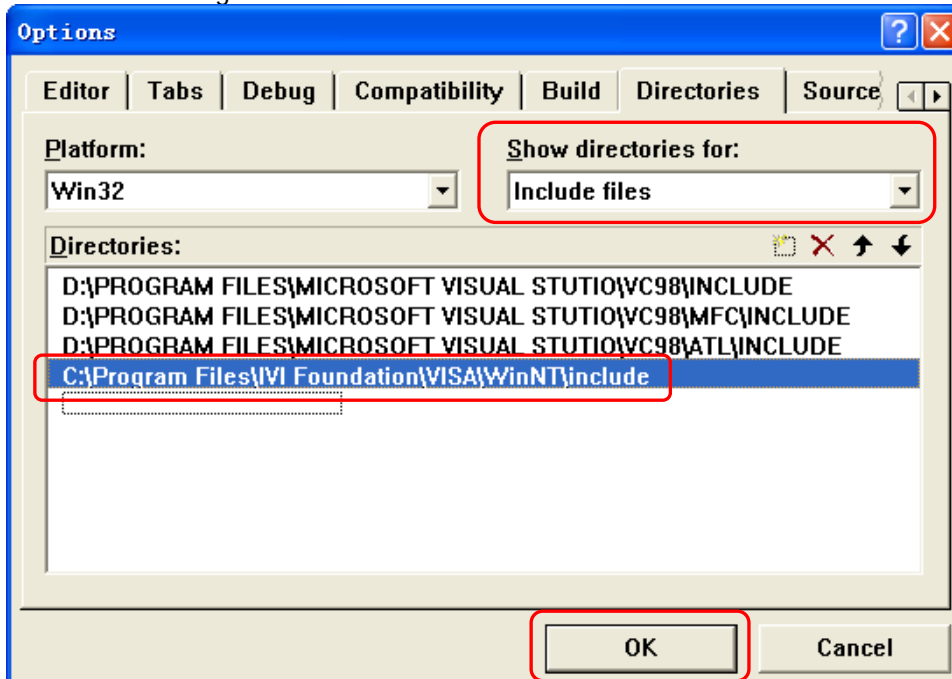 Options
Editor Tabs Debug Compatibility Build Directories Source
Platform: Show directories for:
Win32 Include files
Directories:
D:\PROGRAM FILES\MICROSOFT VISUAL STUTIO\VC98\INCLUDE
D:\PROGRAM FILES\MICROSOFT VISUAL STUTIO\VC98\MFC\INCLUDE
D:\PROGRAM FILES\MICROSOFT VISUAL STUTIO\VC98\ATL\INCLUDE
C:\Program Files\IVI Foundation\VISA\WinNT\include
OK Cancel